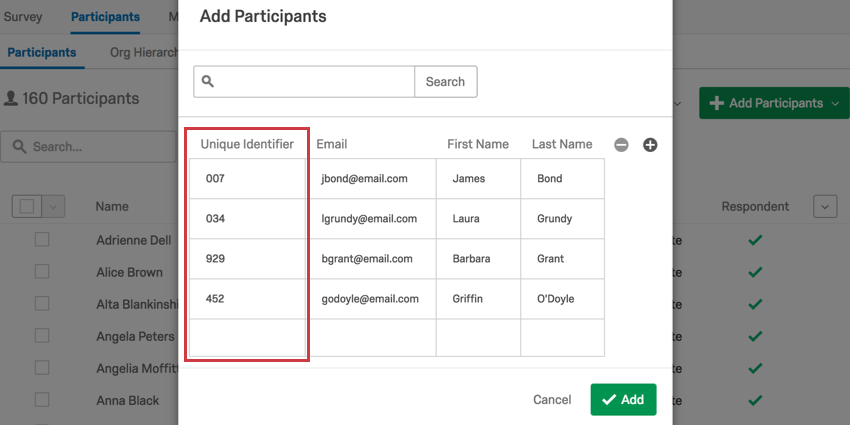 Survey Participants M
Add Participants
Participants Org Hierarch
Search
160 Participants
Add Participants
Search...
Unique Identifier Email First Name Last Name
007 jbond@email.com James Bond
034 lgrundy@email.com Laura Grundy
929 bgrant@email.com Barbara Grant
452 godoyle@email.com Griffin O'Doyle
Name Respondent
Adrienne Dell te
Alice Brown te
Alta Blankinshi te
Angela Peters te
Angelia Moffitt te
Anna Black te
Cancel Add